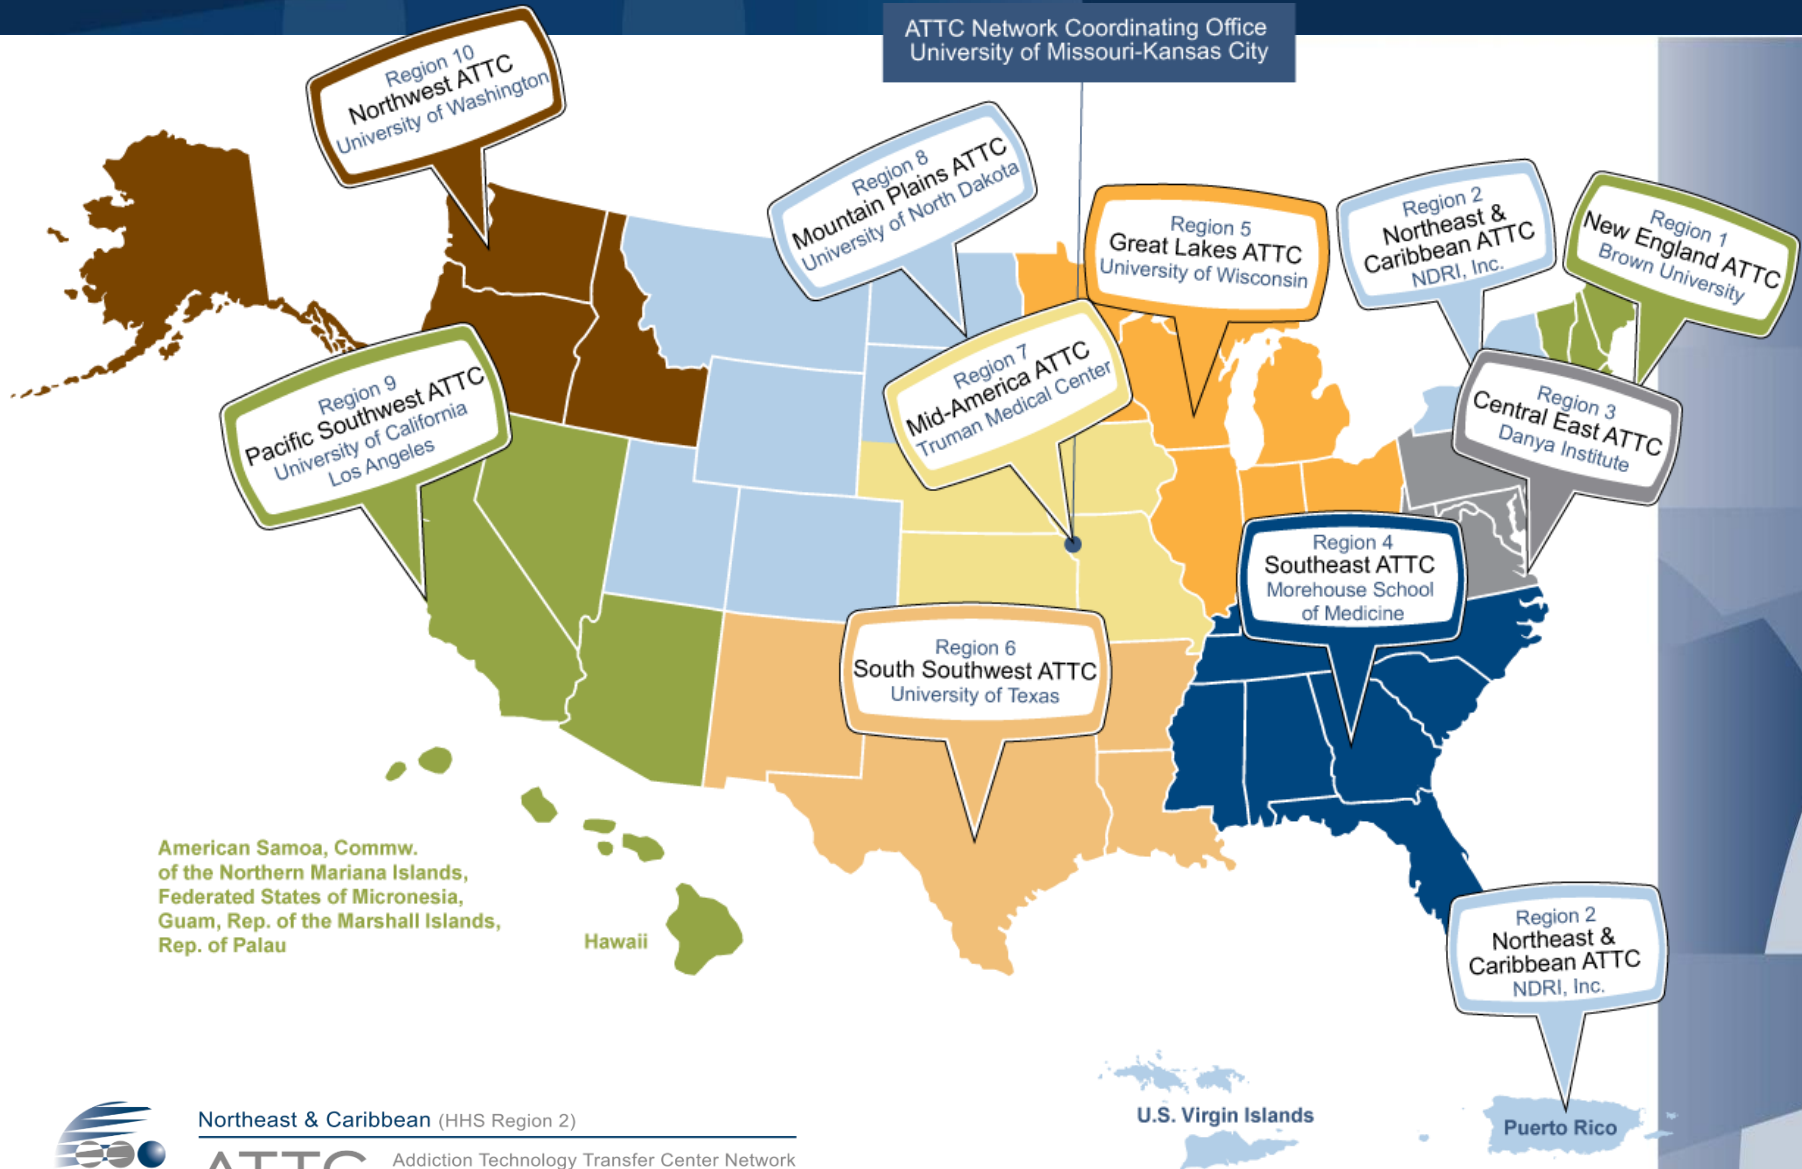 ATTC Network Coordinating Office
University of Missouri-Kansas City
Region 10
Northwest ATTC
University of Washington
Region 8
Mountain Plains ATTC
University of North Dakota
Region 5
Great Lakes ATTC
University of Wisconsin
Region 2
Northeast &
Caribbean ATTC
NDRI, Inc.
Region 1
New England ATTC
Brown University
Region 9
Pacific Southwest ATTC
University of California
Los Angeles
Region 7
Mid-America ATTC
Truman Medical Center
Region 3
Central East ATTC
Danya Institute
Region 4
Southeast ATTC
Morehouse School
of Medicine
Region 6
South Southwest ATTC
University of Texas
American Samoa, Commw.
of the Northern Mariana Islands,
Federated States of Micronesia,
Guam, Rep. of the Marshall Islands,
Rep. of Palau
Hawaii
Region 2
Northeast &
Caribbean ATTC
NDRI, Inc.
U.S. Virgin Islands
Puerto Rico
Northeast & Caribbean (HHS Region 2)
ATTC Addiction Technology Transfer Center Network